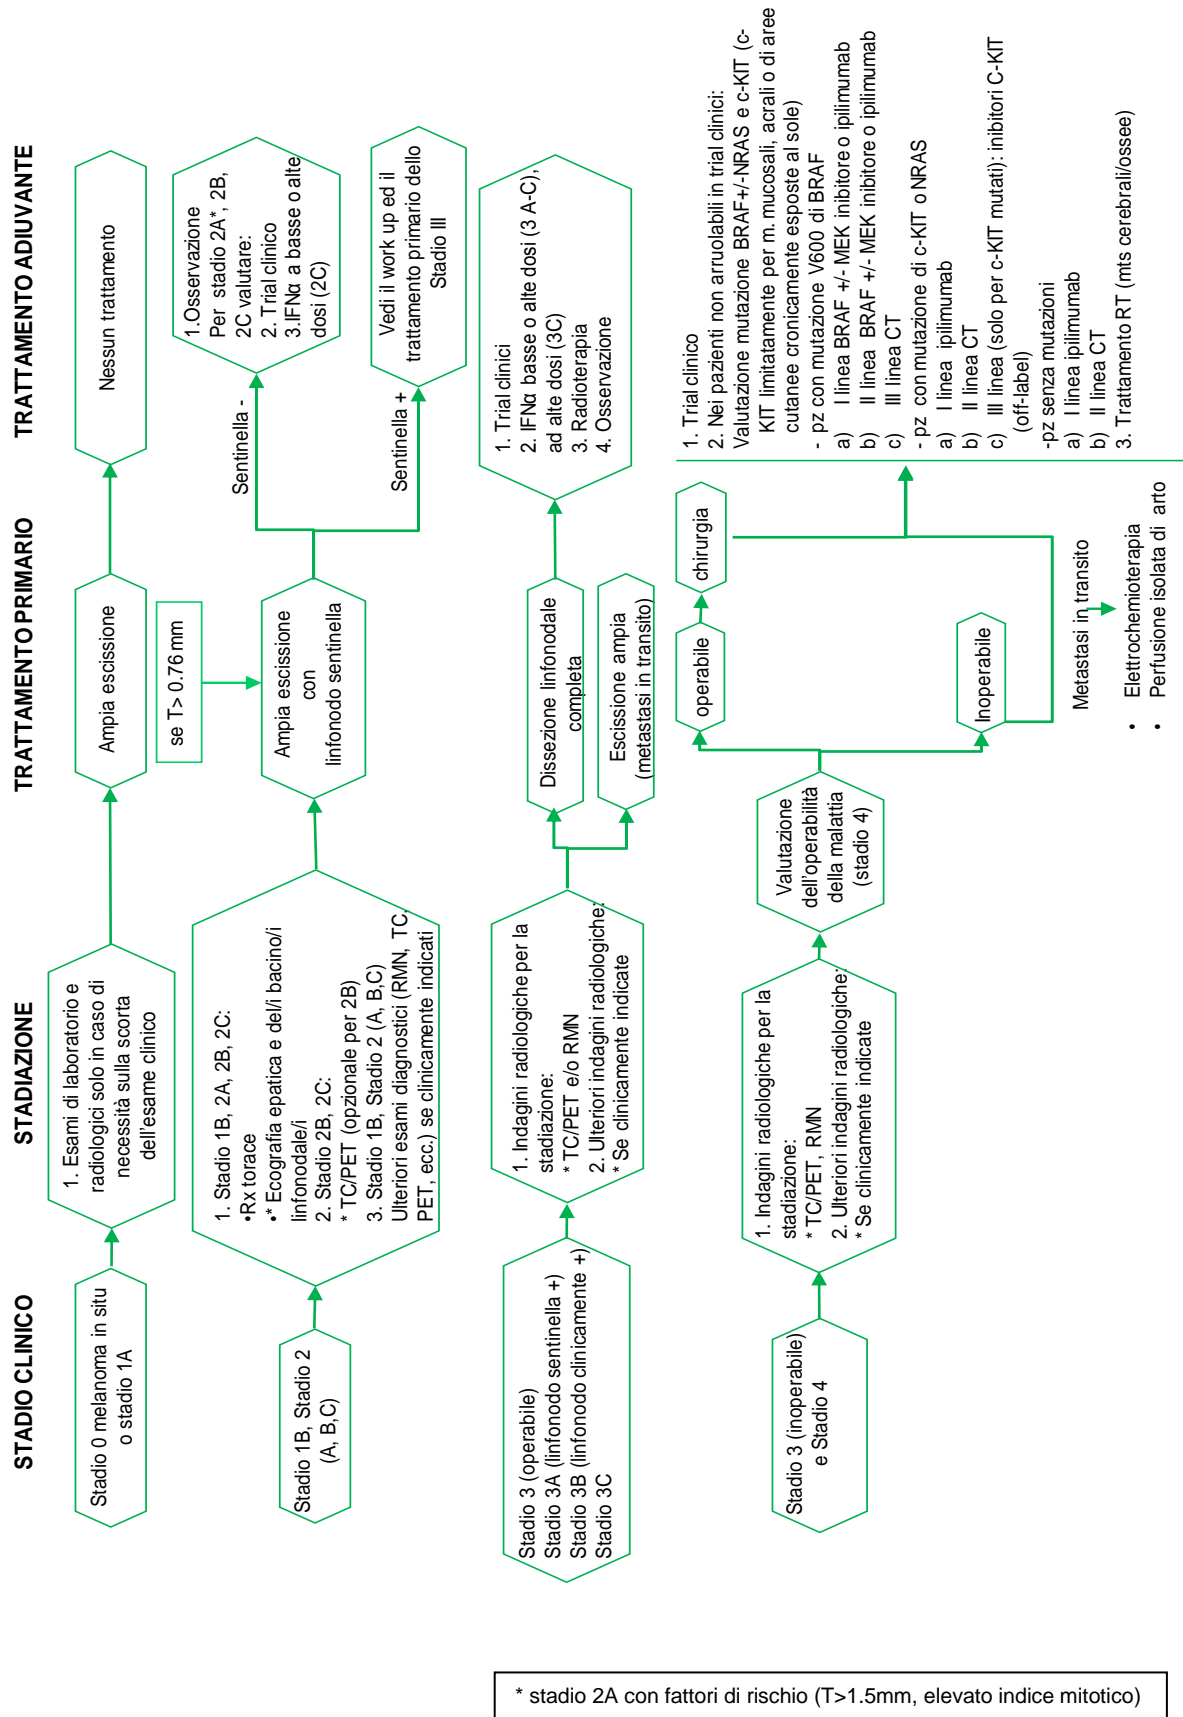 STADIO CLINICO
STADIAZIONE
TRATTAMENTO PRIMARIO
TRATTAMENTO ADIUVANTE
Stadio 0 melanoma in situ
o stadio 1A
1. Esami di laboratorio e
radiologici solo in caso di
necessità sulla scorta
dell'esame clinico
Ampia escissione
Nessun trattamento
se T> 0.76 mm
Stadio 1B, Stadio 2
(A, B,C)
1. Stadio 1B, 2A, 2B, 2C:
•Rx torace
•* Ecografia epatica e del/i bacino/i
linfonodale/i
2. Stadio 2B, 2C:
* TC/PET (opzionale per 2B)
3. Stadio 1B, Stadio 2 (A, B,C)
Ulteriori esami diagnostici (RMN, TC,
PET, ecc.) se clinicamente indicati
Ampia escissione
con
linfonodo sentinella
Sentinella -
1.Osservazione
Per stadio 2A*, 2B,
2C valutare:
2. Trial clinico
3.IFNα a basse o alte
dosi (2C)
Sentinella +
Vedi il work up ed il
trattamento primario dello
Stadio III
Stadio 3 (operabile)
Stadio 3A (linfonodo sentinella +)
Stadio 3B (linfonodo clinicamente +)
Stadio 3C
1. Indagini radiologiche per la
stadiazione:
* TC/PET e/o RMN
2. Ulteriori indagini radiologiche:
* Se clinicamente indicate
Dissezione linfonodale
completa
Escissione ampia
(metastasi in transito)
1. Trial clinici
2. IFNα basse o alte dosi (3 A-C),
ad alte dosi (3C)
3. Radioterapia
4. Osservazione
Stadio 3 (inoperabile)
e Stadio 4
1. Indagini radiologiche per la
stadiazione:
* TC/PET, RMN
2. Ulteriori indagini radiologiche:
* Se clinicamente indicate
Valutazione
dell'operabilità
della malattia
(stadio 4)
operabile
chirurgia
Inoperabile
Metastasi in transito
• Elettrochemioterapia
• Perfusione isolata di arto
1. Trial clinico
2. Nei pazienti non arruolabili in trial clinici:
Valutazione mutazione BRAF+/-NRAS e c-KIT (c-
KIT limitatamente per m. mucosali, acrali o di aree
cutanee cronicamente esposte al sole)
- pz con mutazione V600 di BRAF
a) I linea BRAF +/- MEK inibitore o ipilimumab
b) II linea BRAF +/- MEK inibitore o ipilimumab
c) III linea CT
- pz con mutazione di c-KIT o NRAS
a) I linea ipilimumab
b) II linea CT
c) III linea (solo per c-KIT mutati): inibitori C-KIT
(off-label)
-pz senza mutazioni
a) I linea ipilimumab
b) II linea CT
3. Trattamento RT (mts cerebrali/ossee)
* stadio 2A con fattori di rischio (T>1.5mm, elevato indice mitotico)